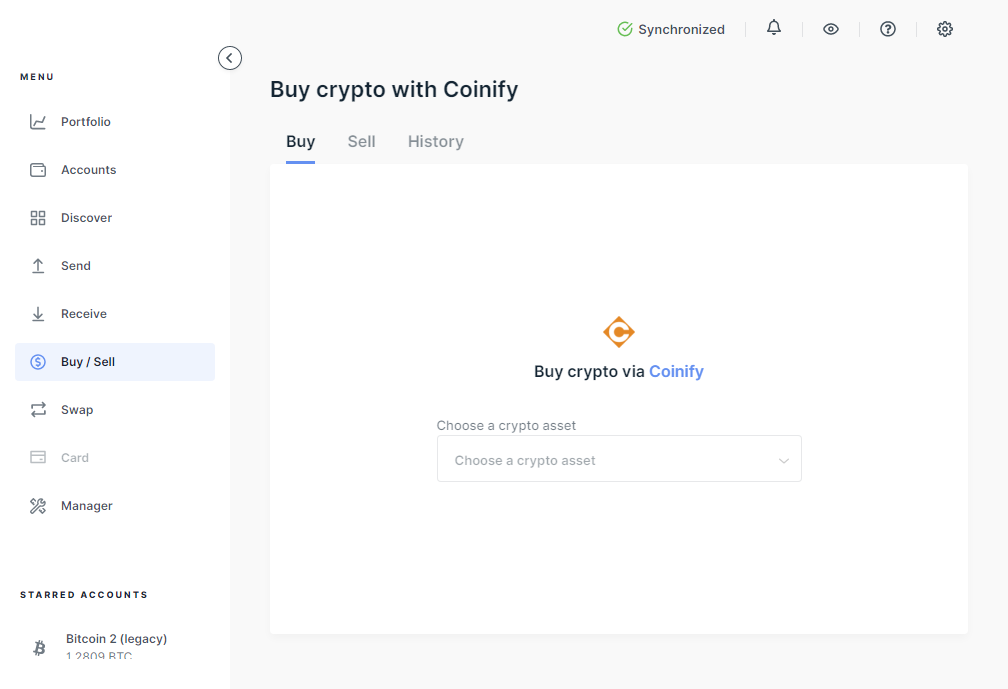 Synchronized
MENU
Buy crypto with Coinify
Portfolio
Buy Sell History
Accounts
Discover
Send
Receive
Buy / Sell
Buy crypto via Coinify
Swap
Choose a crypto asset
Choose a crypto asset
Card
Manager
STARRED ACCOUNTS
Bitcoin 2 (legacy)
1.2809 BTC